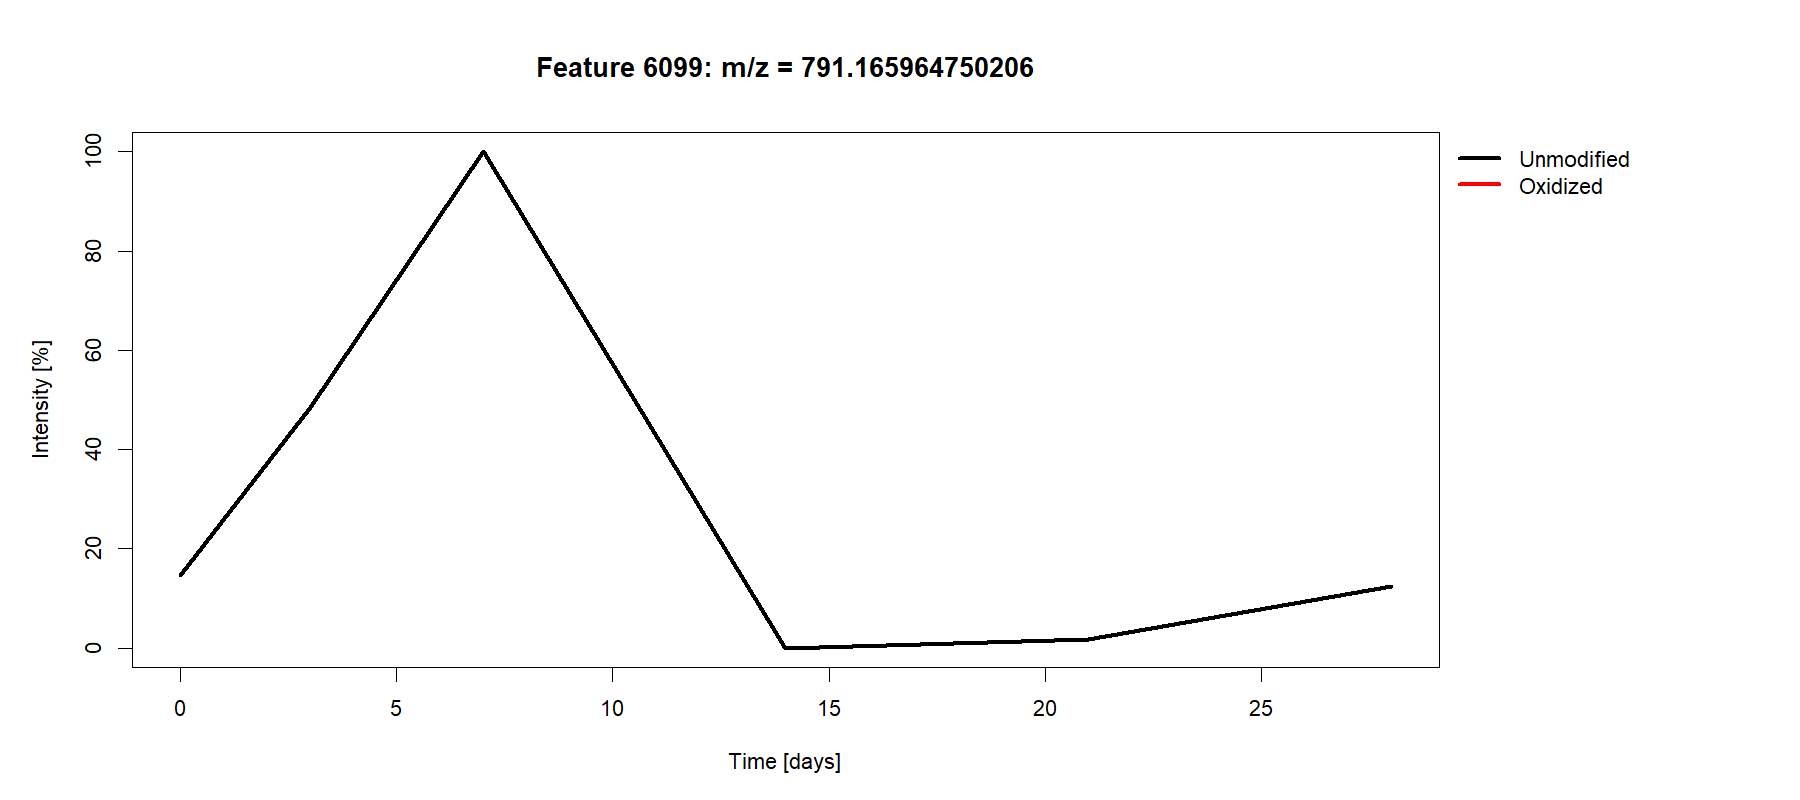 Feature 6099: m/z = 791.165964750206
Unmodified
Oxidized
Intensity [%]
100
80
60
40
20
0
0 5 10 15 20 25
Time [days]